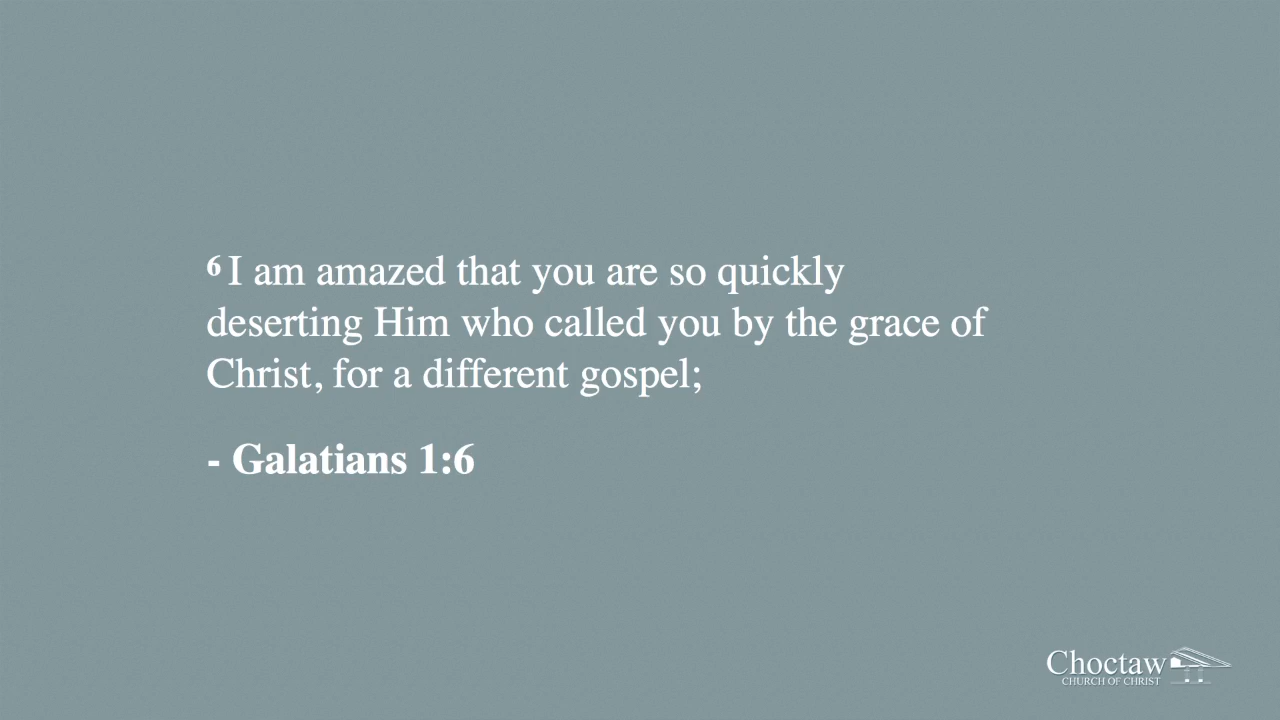 6 I am amazed that you are so quickly
deserting Him who called you by the grace of
Christ, for a different gospel;
- Galatians 1:6
Choctaw
CHURCH OF CHRIST